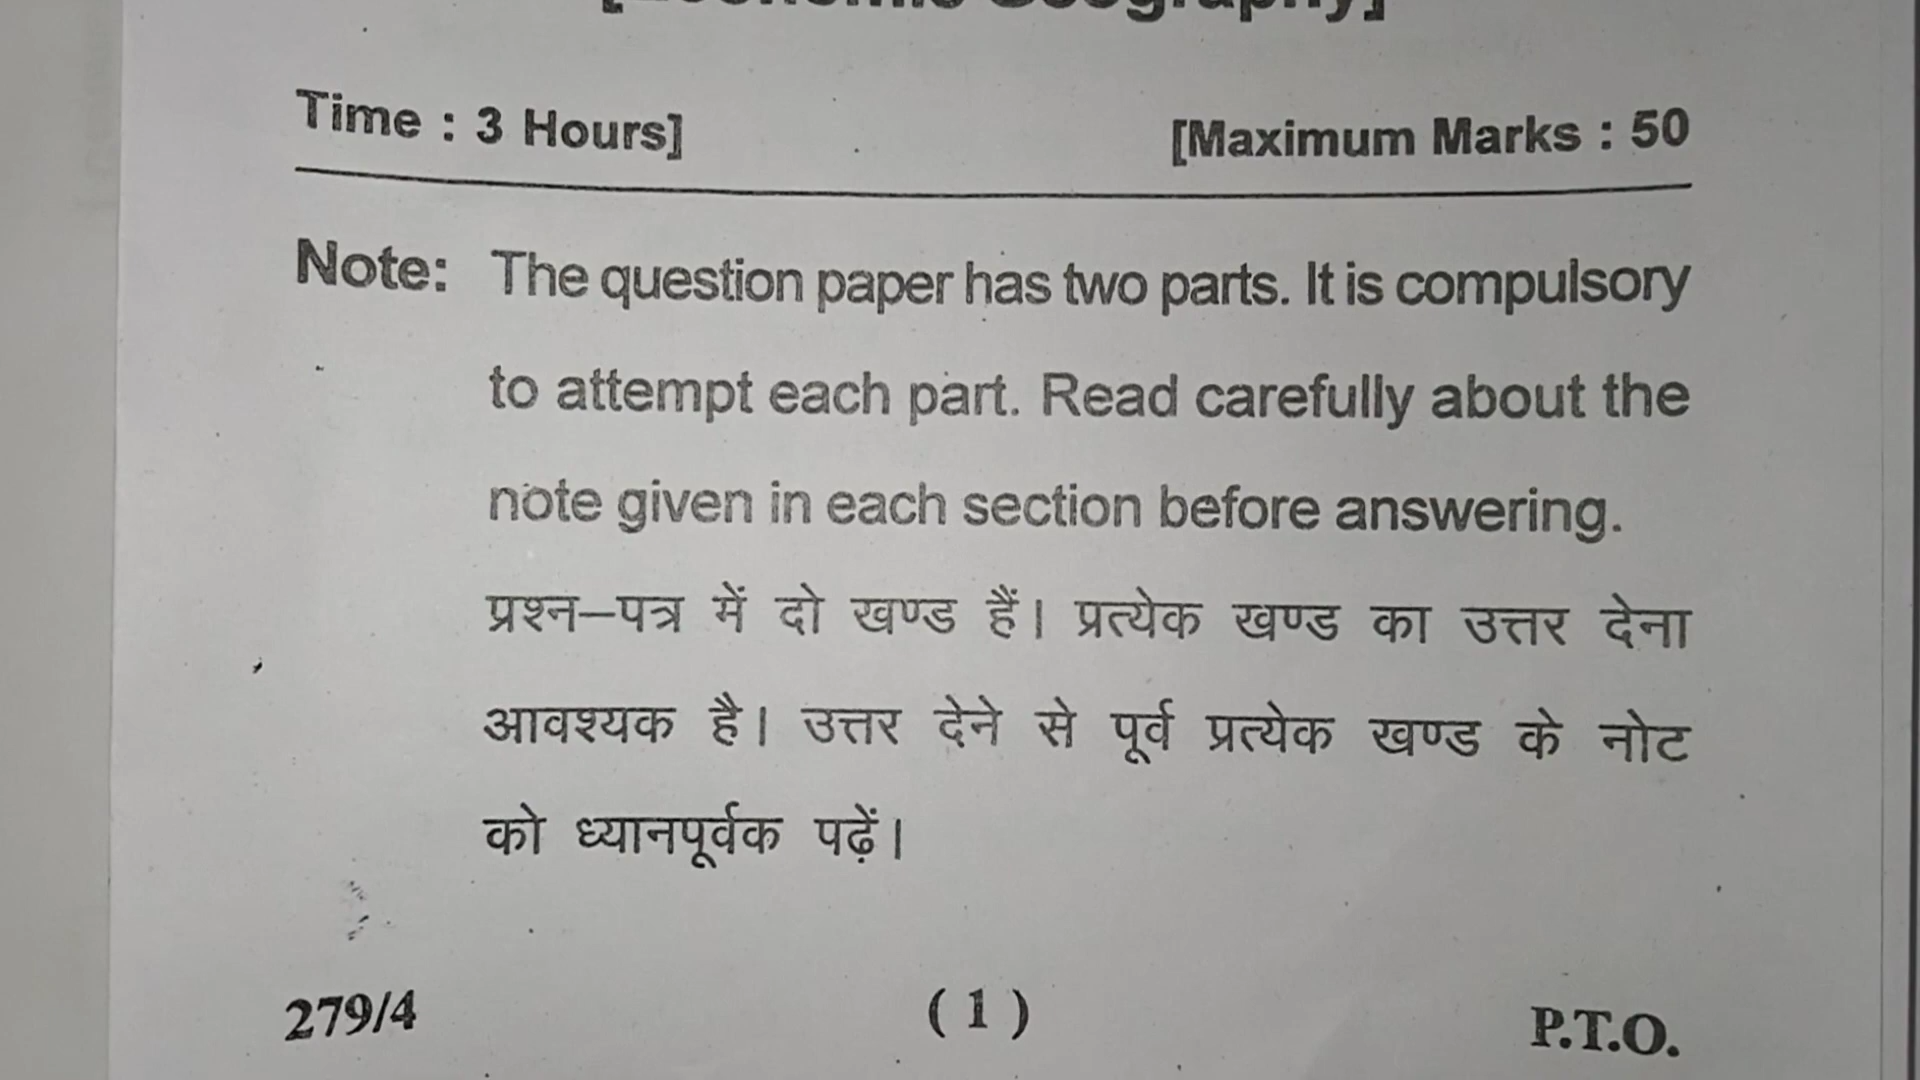 [Economic Geography]
Time : 3 Hours] [Maximum Marks : 50
Note: The question paper has two parts. It is compulsory
to attempt each part. Read carefully about the
note given in each section before answering.
प्रश्न–पत्र में दो खण्ड हैं। प्रत्येक खण्ड का उत्तर देना
आवश्यक है। उत्तर देने से पूर्व प्रत्येक खण्ड के नोट
को ध्यानपूर्वक पढ़ें।
279/4 ( 1 ) P.T.O.